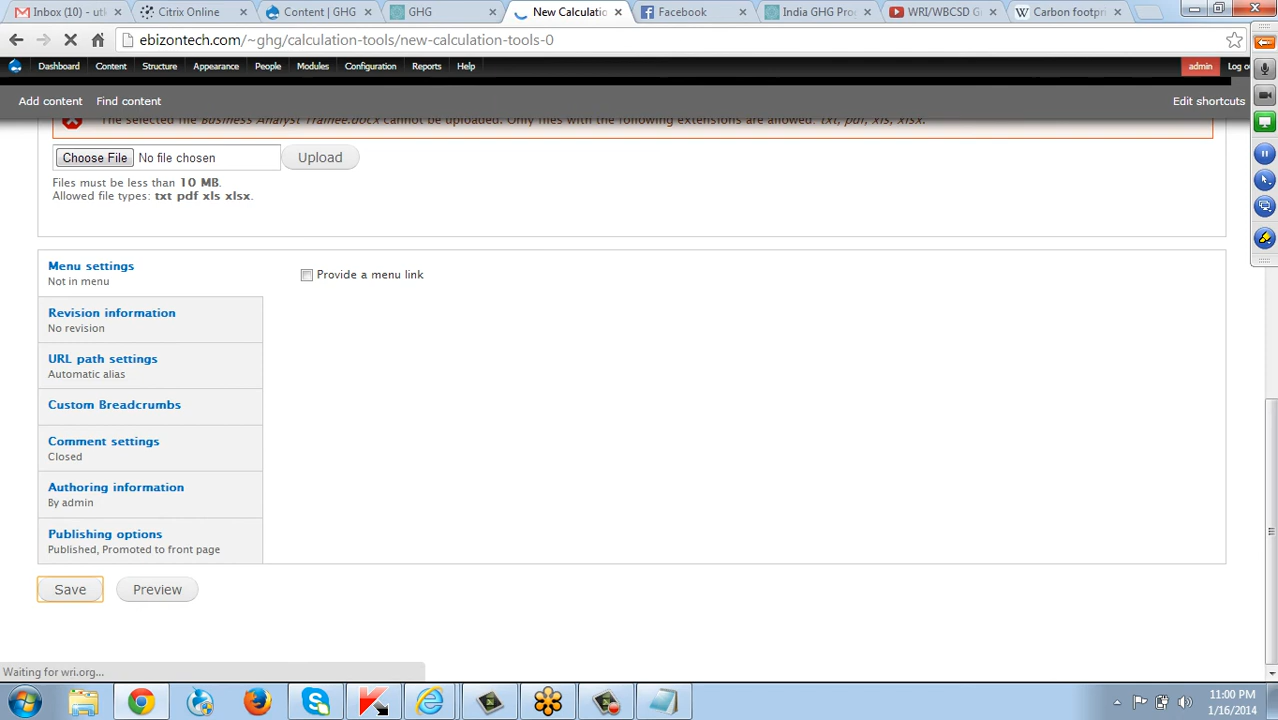 Inbox (10) - utk
Citrix Online
Content | GHG
GHG
New Calculatio
Facebook
India GHG Prog
WRI/WBCSD G
Carbon footpri
ebizontech.com/~ghg/calculation-tools/new-calculation-tools-0
Dashboard Content Structure Appearance People Modules Configuration Reports Help admin Log o
Add content Find content Edit shortcuts
The selected file Business Analyst Trainee.docx cannot be uploaded. Only files with the following extensions are allowed: txt, pdf, xls, xlsx.
Choose File No file chosen Upload
Files must be less than 10 MB.
Allowed file types: txt pdf xls xlsx.
Menu settings
Not in menu
Provide a menu link
Revision information
No revision
URL path settings
Automatic alias
Custom Breadcrumbs
Comment settings
Closed
Authoring information
By admin
Publishing options
Published, Promoted to front page
Save Preview
Waiting for wri.org...
11:00 PM
1/16/2014